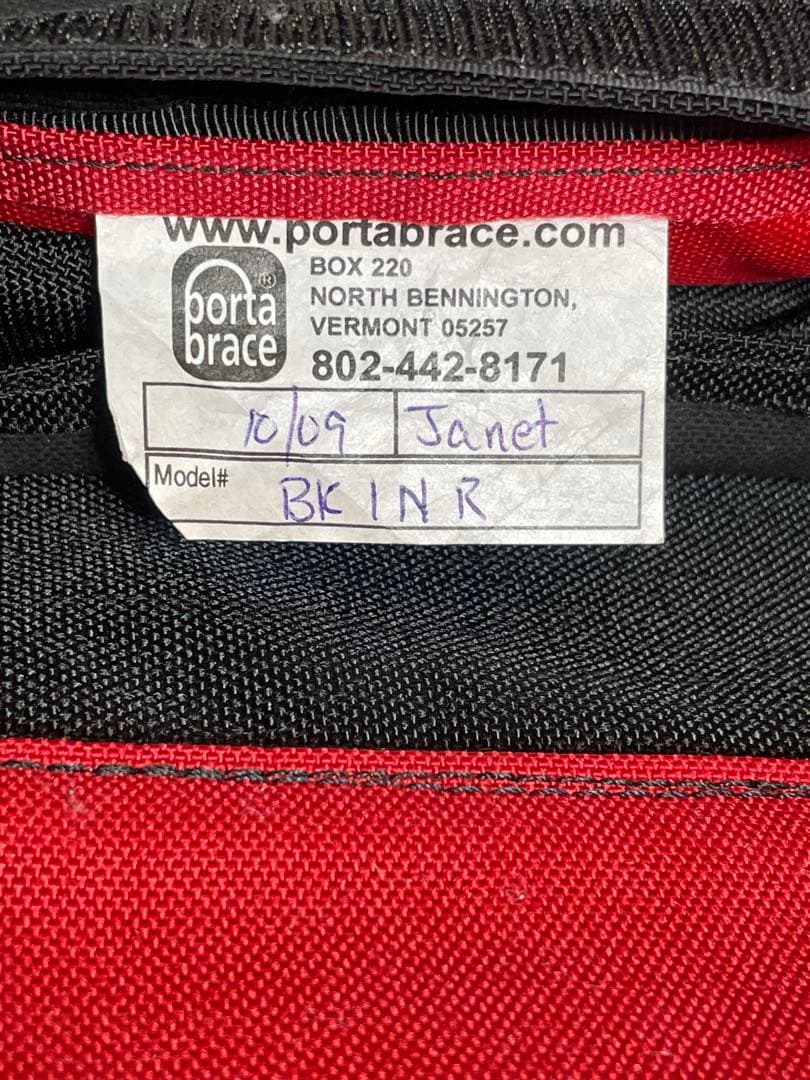 www.portabrace.com
porta brace ®
BOX 220
NORTH BENNINGTON,
VERMONT 05257
802-442-8171
10/09 Janet
Model# BK 1 N R